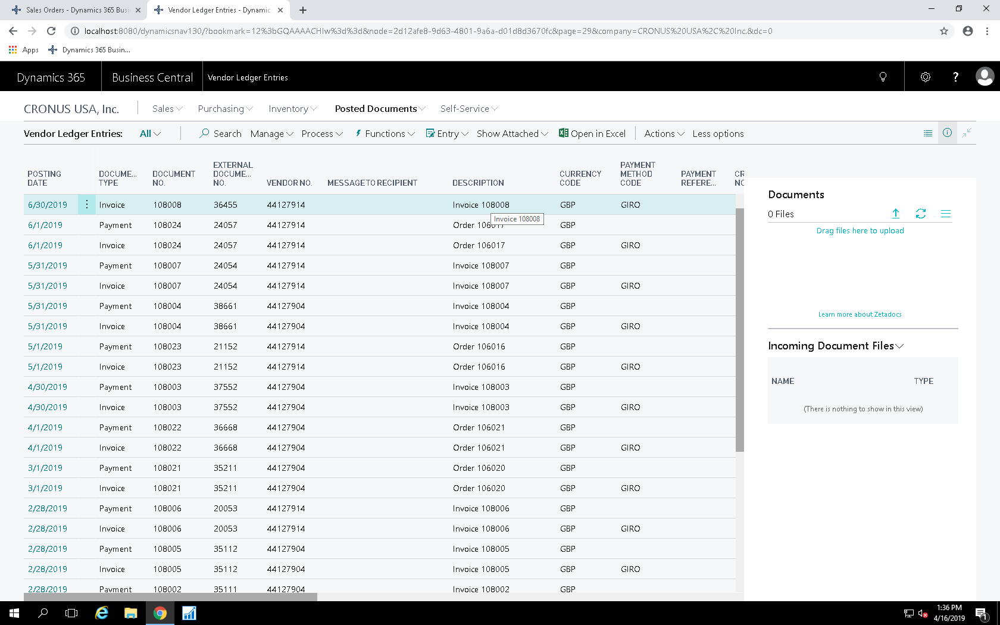 Sales Orders - Dynamics 365 Busi
Vendor Ledger Entries - Dynamic
localhost:8080/dynamicsnav130/?bookmark=12%3bGQAAAACHIw%3d%3d&node=2d12afe8-9d63-4801-9a6a-d01d8d3670fc&page=29&company=CRONUS%20USA%2C%20Inc.&dc=0
Apps Dynamics 365 Busin...
Dynamics 365 Business Central Vendor Ledger Entries ?
CRONUS USA, Inc. Sales Purchasing Inventory Posted Documents Self-Service
Vendor Ledger Entries: All Search Manage Process Functions Entry Show Attached Open in Excel Actions Less options
POSTING DATE
DOCUME... TYPE
DOCUMENT NO.
EXTERNAL DOCUME... NO.
VENDOR NO.
MESSAGE TO RECIPIENT
DESCRIPTION
CURRENCY CODE
PAYMENT METHOD CODE
PAYMENT REFERE...
CR NO
6/30/2019 Invoice 108008 36455 44127914 Invoice 108008 GBP GIRO
Invoice 108008
6/1/2019 Payment 108024 24057 44127914 Order 106017 GBP
6/1/2019 Invoice 108024 24057 44127914 Order 106017 GBP GIRO
5/31/2019 Payment 108007 24054 44127914 Invoice 108007 GBP
5/31/2019 Invoice 108007 24054 44127914 Invoice 108007 GBP GIRO
5/31/2019 Payment 108004 38661 44127904 Invoice 108004 GBP
5/31/2019 Invoice 108004 38661 44127904 Invoice 108004 GBP GIRO
5/1/2019 Payment 108023 21152 44127914 Order 106016 GBP
5/1/2019 Invoice 108023 21152 44127914 Order 106016 GBP GIRO
4/30/2019 Payment 108003 37552 44127904 Invoice 108003 GBP
4/30/2019 Invoice 108003 37552 44127904 Invoice 108003 GBP GIRO
4/1/2019 Payment 108022 36668 44127904 Order 106021 GBP
4/1/2019 Invoice 108022 36668 44127904 Order 106021 GBP GIRO
3/1/2019 Payment 108021 35211 44127904 Order 106020 GBP
3/1/2019 Invoice 108021 35211 44127904 Order 106020 GBP GIRO
2/28/2019 Payment 108006 20053 44127914 Invoice 108006 GBP
2/28/2019 Invoice 108006 20053 44127914 Invoice 108006 GBP GIRO
2/28/2019 Payment 108005 35112 44127904 Invoice 108005 GBP
2/28/2019 Invoice 108005 35112 44127904 Invoice 108005 GBP GIRO
2/28/2019 Payment 108002 35111 44127904 Invoice 108002 GBP
Documents
0 Files
Drag files here to upload
Learn more about Zetadocs
Incoming Document Files
NAME TYPE
(There is nothing to show in this view)
1:36 PM
4/16/2019
1